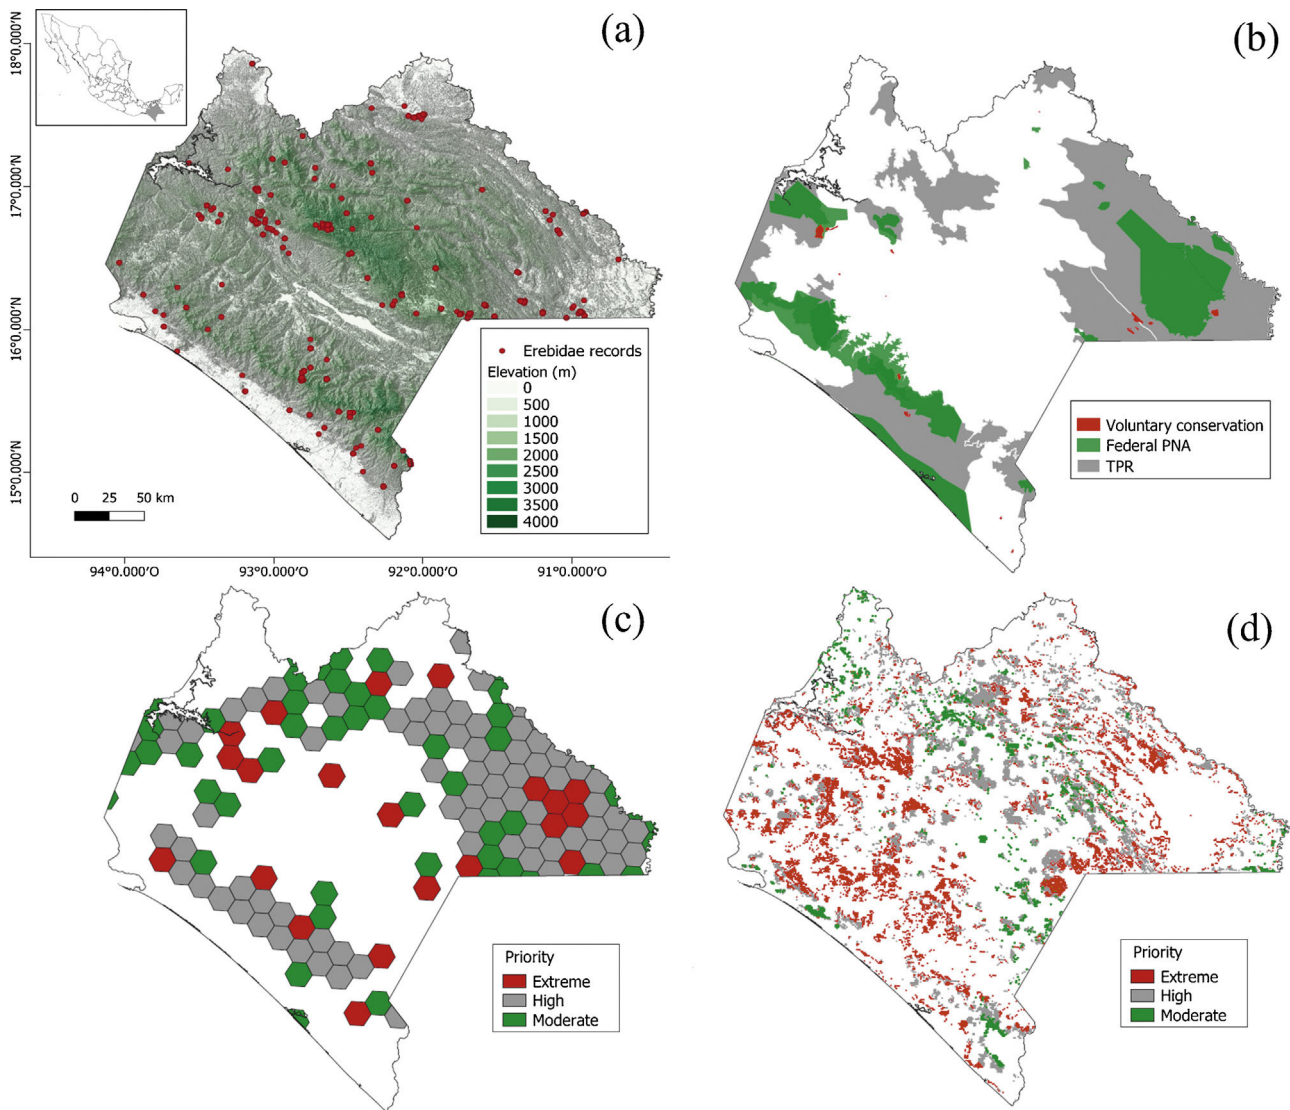 (a)
18°0.000′N
17°0.000′N
16°0.000′N
15°0.000′N
Erebidae records
Elevation (m)
0
500
1000
1500
2000
2500
3000
3500
4000
0 25 50 km
94°0.000′O 93°0.000′O 92°0.000′O 91°0.000′O
(b)
Voluntary conservation
Federal PNA
TPR
(c)
Priority
Extreme
High
Moderate
(d)
Priority
Extreme
High
Moderate